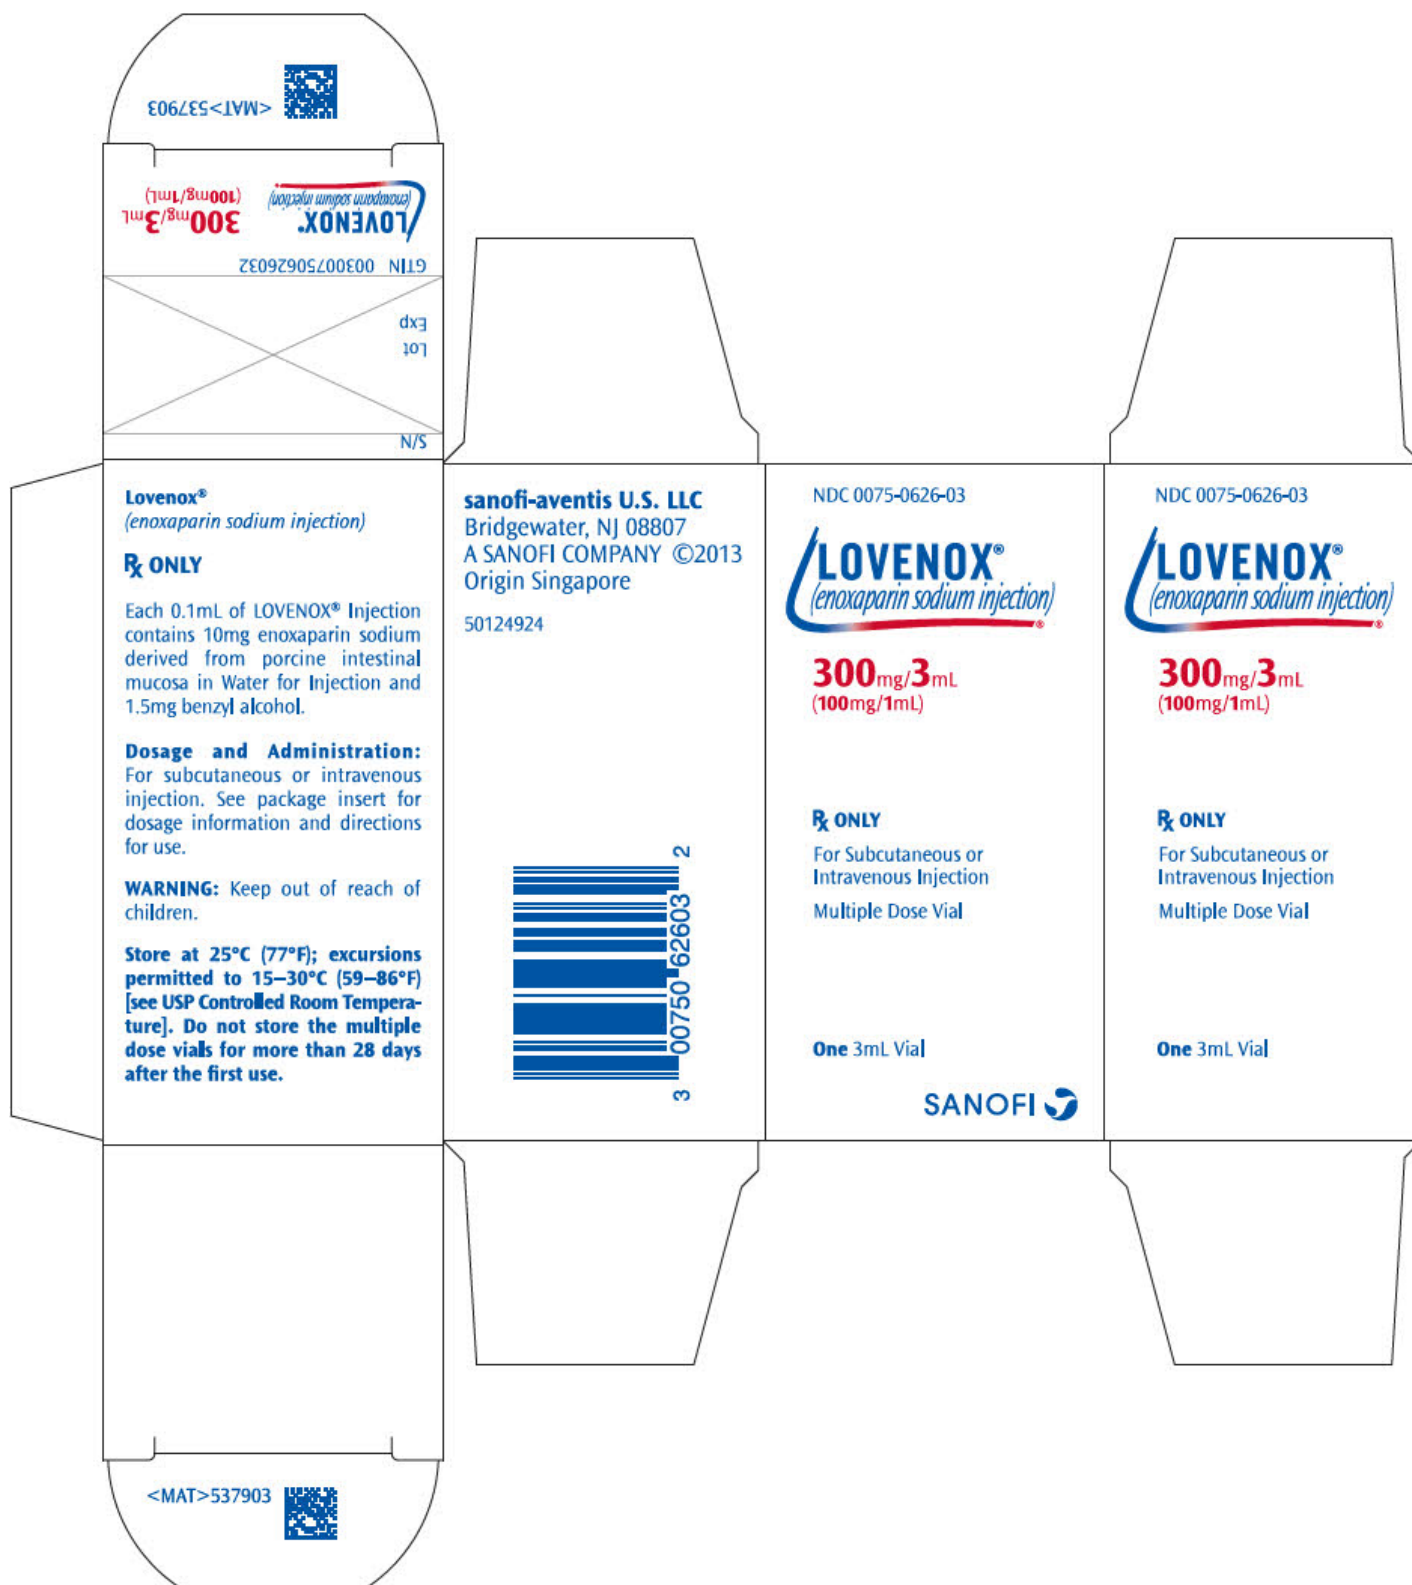 <MAT>537903
300mg/3mL
(100mg/1mL)
LOVENOX®
(enoxaparin sodium injection)
GTIN 00300750626032
Exp
Lot
S/N
Lovenox®
(enoxaparin sodium injection)
Rx ONLY
Each 0.1mL of LOVENOX® Injection
contains 10mg enoxaparin sodium
derived from porcine intestinal
mucosa in Water for Injection and
1.5mg benzyl alcohol.
Dosage and Administration:
For subcutaneous or intravenous
injection. See package insert for
dosage information and directions
for use.
WARNING: Keep out of reach of
children.
Store at 25°C (77°F); excursions
permitted to 15–30°C (59–86°F)
[see USP Controlled Room Tempera-
ture]. Do not store the multiple
dose vials for more than 28 days
after the first use.
sanofi-aventis U.S. LLC
Bridgewater, NJ 08807
A SANOFI COMPANY ©2013
Origin Singapore
50124924
3 00750 62603 2
NDC 0075-0626-03
LOVENOX®
(enoxaparin sodium injection)
®
300mg/3mL
(100mg/1mL)
Rx ONLY
For Subcutaneous or
Intravenous Injection
Multiple Dose Vial
One 3mL Vial
SANOFI
NDC 0075-0626-03
LOVENOX®
(enoxaparin sodium injection)
®
300mg/3mL
(100mg/1mL)
Rx ONLY
For Subcutaneous or
Intravenous Injection
Multiple Dose Vial
One 3mL Vial
<MAT>537903